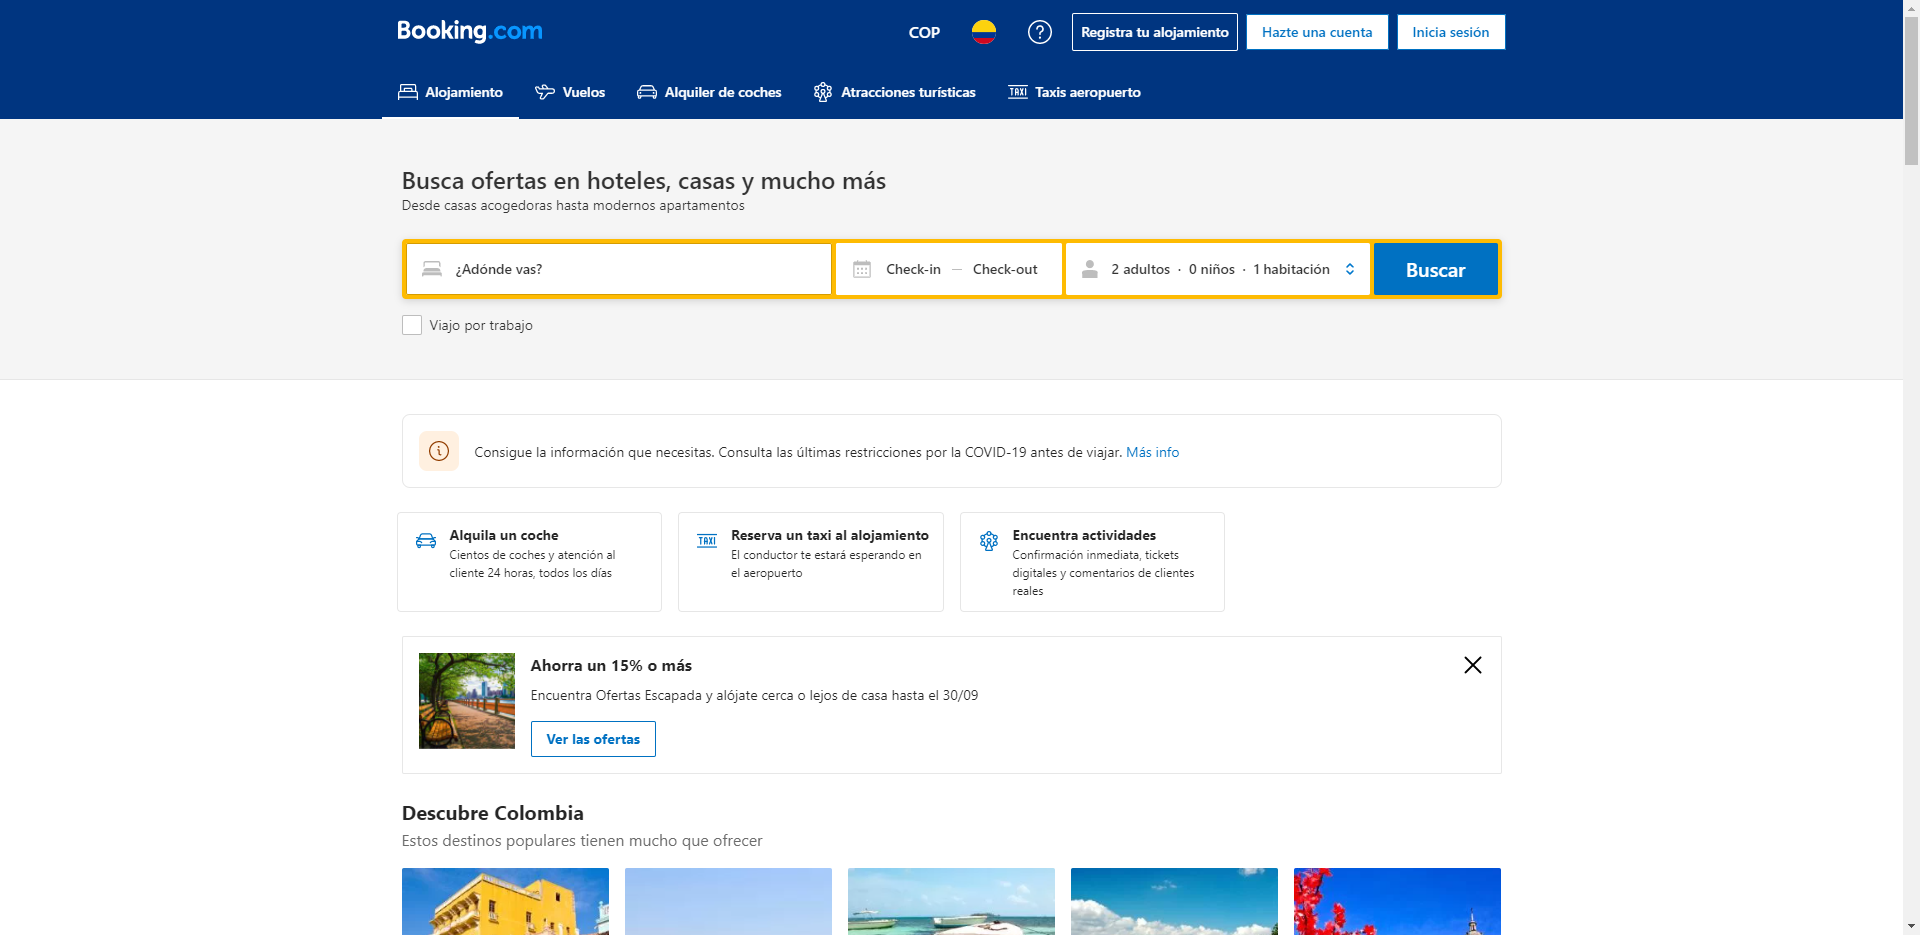 Booking.com
COP
Registra tu alojamiento
Hazte una cuenta
Inicia sesión
Alojamiento
Vuelos
Alquiler de coches
Atracciones turísticas
TAXI
Taxis aeropuerto
Busca ofertas en hoteles, casas y mucho más
Desde casas acogedoras hasta modernos apartamentos
¿Adónde vas?
Check-in — Check-out
2 adultos · 0 niños · 1 habitación
Buscar
Viajo por trabajo
Consigue la información que necesitas. Consulta las últimas restricciones por la COVID-19 antes de viajar. Más info
Alquila un coche
Cientos de coches y atención al
cliente 24 horas, todos los días
TAXI
Reserva un taxi al alojamiento
El conductor te estará esperando en
el aeropuerto
Encuentra actividades
Confirmación inmediata, tickets
digitales y comentarios de clientes
reales
Ahorra un 15% o más
Encuentra Ofertas Escapada y alójate cerca o lejos de casa hasta el 30/09
Ver las ofertas
Descubre Colombia
Estos destinos populares tienen mucho que ofrecer